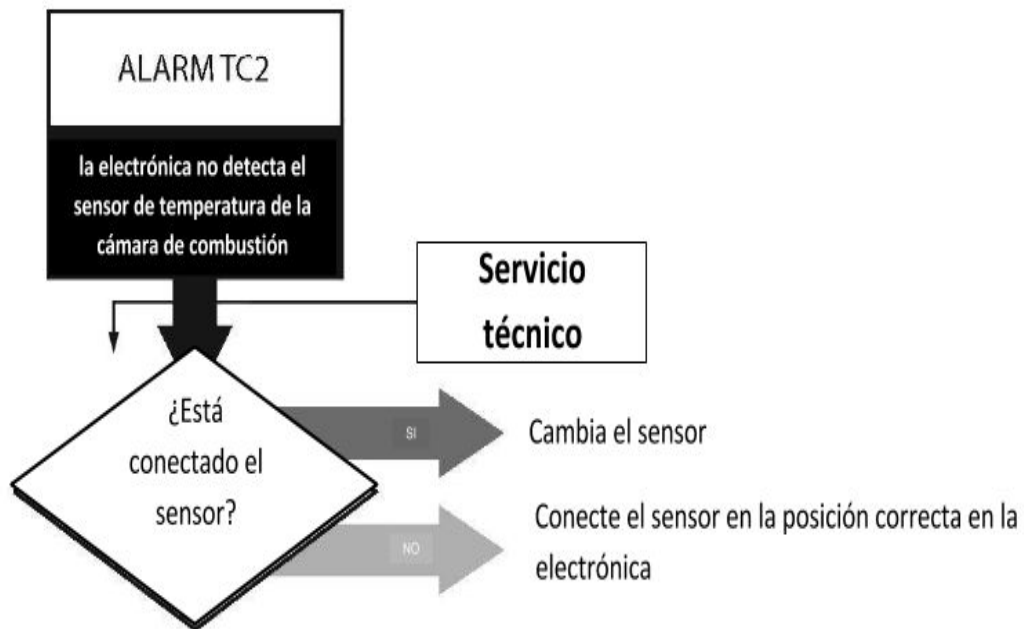 ALARM TC2
la electrónica no detecta el
sensor de temperatura de la
cámara de combustión
Servicio
técnico
¿Está
conectado el
sensor?
SI
Cambia el sensor
NO
Conecte el sensor en la posición correcta en la
electrónica